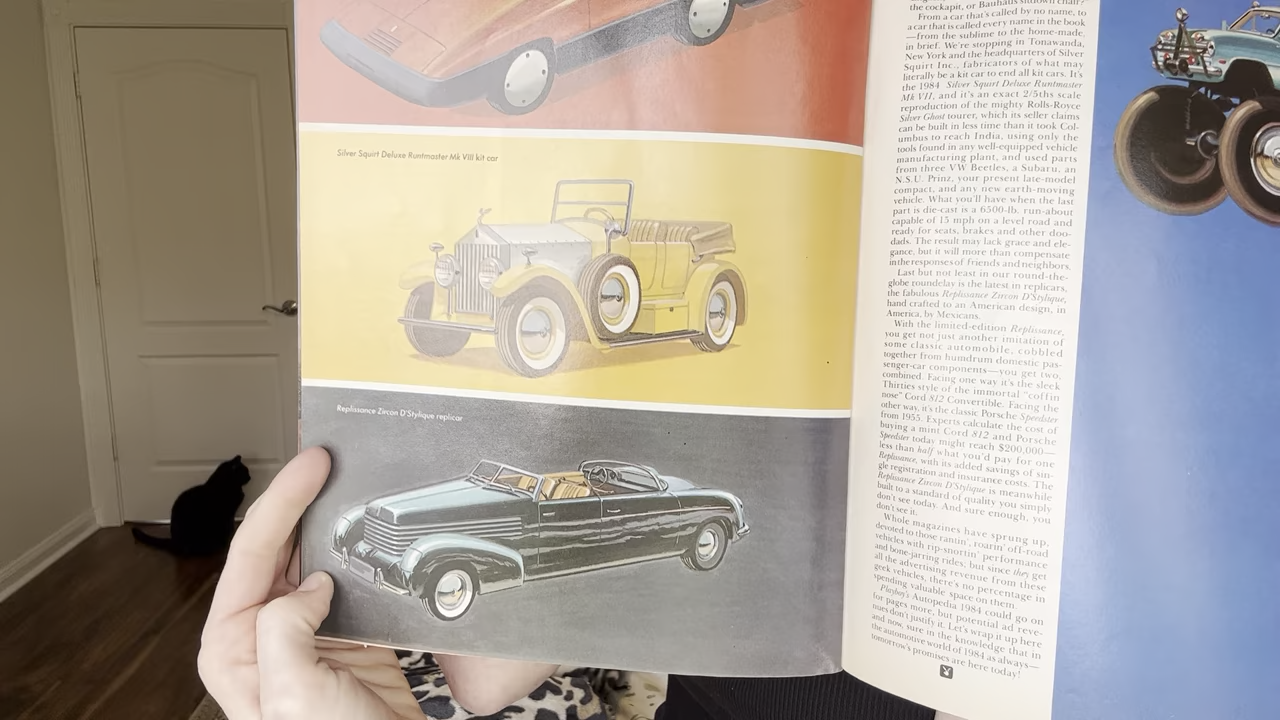 Silver Squirt Deluxe Runtmaster Mk VIII kit car
Replissance Zircon D'Stylique replicar
the cockpit, or Bauhaus sitdown chair?
From a car that's called by no name, to
a car that is called every name in the book
—from the sublime to the home-made,
in brief. We're stopping in Tonawanda,
New York and the headquarters of Silver
Squirt Inc., fabricators of what may
literally be a kit car to end all kit cars. It's
the 1984 Silver Squirt Deluxe Runtmaster
Mk VII, and it's an exact 2/5ths scale
reproduction of the mighty Rolls-Royce
Silver Ghost tourer, which its seller claims
can be built in less time than it took Col-
umbus to reach India, using only the
tools found in any well-equipped vehicle
manufacturing plant, and used parts
from three VW Beetles, a Subaru, an
N.S.U. Prinz, your present late-model
compact, and any new earth-moving
vehicle. What you'll have when the last
part is die-cast is a 6500-lb. run-about
capable of 15 mph on a level road and
ready for seats, brakes and other doo-
dads. The result may lack grace and ele-
gance, but it will more than compensate
in the responses of friends and neighbors.
Last but not least in our round-the-
globe roundelay is the latest in replicars,
the fabulous Replissance Zircon D'Stylique,
hand crafted to an American design, in
America, by Mexicans.
With the limited-edition Replissance,
you get not just another imitation of
some classic automobile, cobbled
together from humdrum domestic pas-
senger-car components—you get two,
combined. Facing one way it's the sleek
Thirties style of the immortal "coffin
nose" Cord 812 Convertible. Facing the
other way, it's the classic Porsche Speedster
from 1955. Experts calculate the cost of
buying a mint Cord 812 and Porsche
Speedster today might reach $200,000—
less than half what you'd pay for one
Replissance, with its added savings of sin-
gle registration and insurance costs. The
Replissance Zircon D'Stylique is meanwhile
built to a standard of quality you simply
don't see today. And sure enough, you
don't see it.
Whole magazines have sprung up,
devoted to those rantin', roarin' off-road
vehicles with rip-snortin' performance
and bone-jarring rides, but since they get
all the advertising revenue from these
geek vehicles, there's no percentage in
spending valuable space on them.
Playboy's Autopedia 1984 could go on
for pages more, but potential ad reve-
nues don't justify it. Let's wrap it up here
and now, sure in the knowledge that in
the automotive world of 1984 as always—
tomorrow's promises are here today!